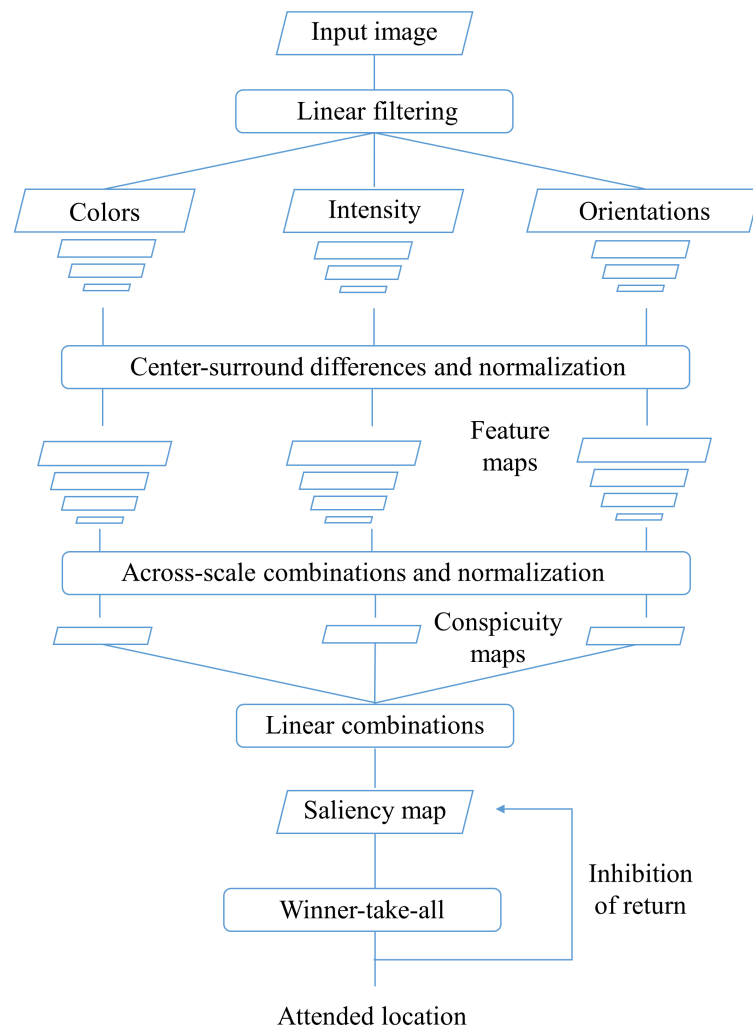 Input image
Linear filtering
Colors
Intensity
Orientations
Center-surround differences and normalization
Feature
maps
Across-scale combinations and normalization
Conspicuity
maps
Linear combinations
Saliency map
Inhibition
of return
Winner-take-all
Attended location